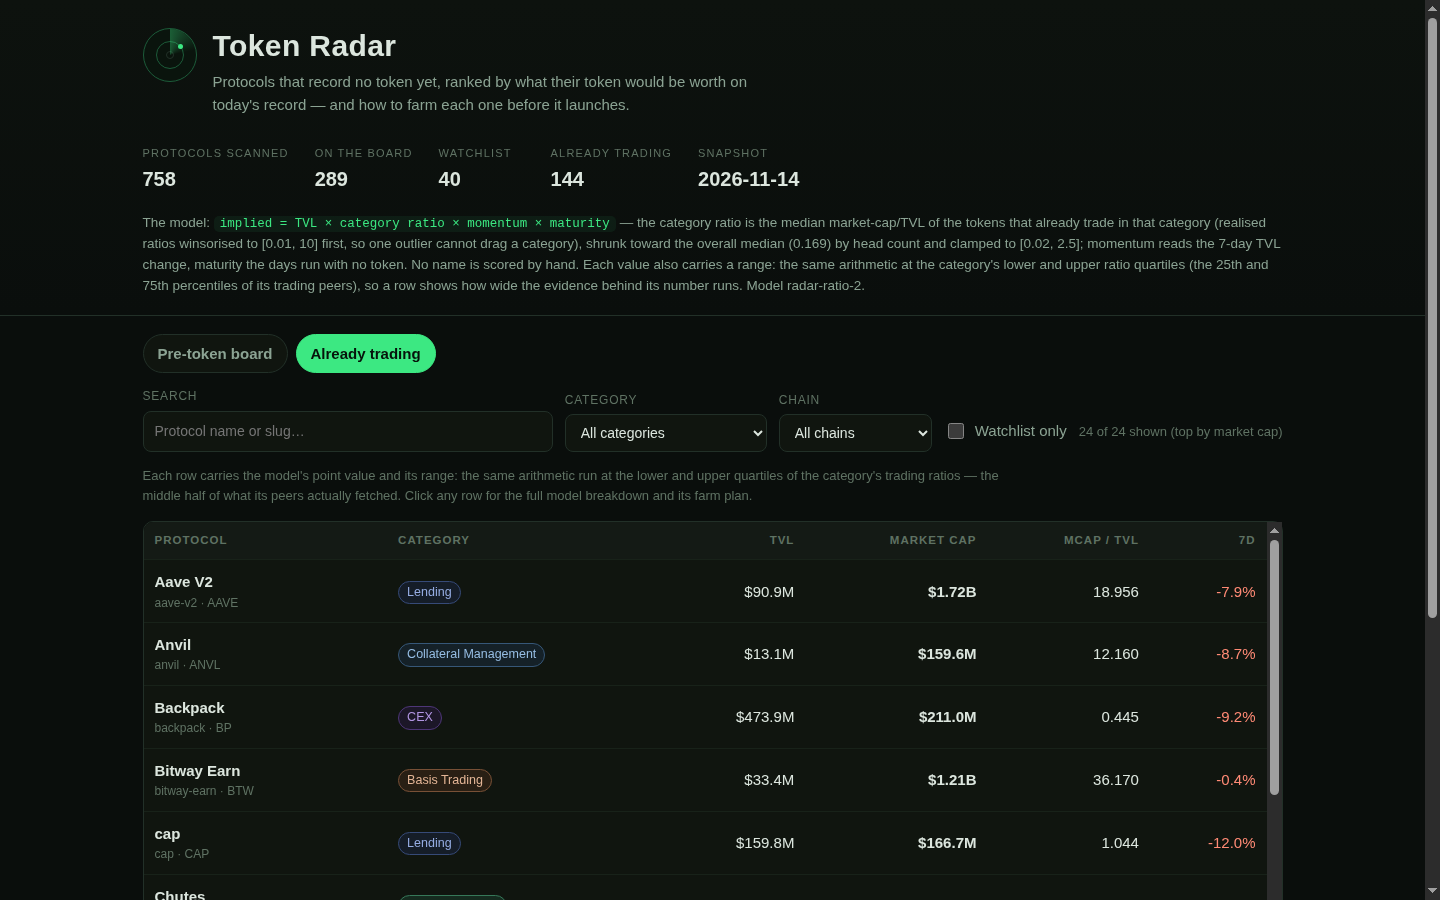 Token Radar
Protocols that record no token yet, ranked by what their token would be worth on
today's record — and how to farm each one before it launches.
PROTOCOLS SCANNED ON THE BOARD WATCHLIST ALREADY TRADING SNAPSHOT
758 289 40 144 2026-11-14
The model: implied = TVL × category ratio × momentum × maturity — the category ratio is the median market-cap/TVL of the tokens that already trade in that category (realised
ratios winsorised to [0.01, 10] first, so one outlier cannot drag a category), shrunk toward the overall median (0.169) by head count and clamped to [0.02, 2.5]; momentum reads the 7-day TVL
change, maturity the days run with no token. No name is scored by hand. Each value also carries a range: the same arithmetic at the category's lower and upper ratio quartiles (the 25th and
75th percentiles of its trading peers), so a row shows how wide the evidence behind its number runs. Model radar-ratio-2.
Pre-token board Already trading
SEARCH CATEGORY CHAIN
Protocol name or slug… All categories All chains Watchlist only 24 of 24 shown (top by market cap)
Each row carries the model's point value and its range: the same arithmetic run at the lower and upper quartiles of the category's trading ratios — the
middle half of what its peers actually fetched. Click any row for the full model breakdown and its farm plan.
PROTOCOL CATEGORY TVL MARKET CAP MCAP / TVL 7D
Aave V2 Lending $90.9M $1.72B 18.956 -7.9%
aave-v2 · AAVE
Anvil Collateral Management $13.1M $159.6M 12.160 -8.7%
anvil · ANVL
Backpack CEX $473.9M $211.0M 0.445 -9.2%
backpack · BP
Bitway Earn Basis Trading $33.4M $1.21B 36.170 -0.4%
bitway-earn · BTW
cap Lending $159.8M $166.7M 1.044 -12.0%
cap · CAP
Chutes